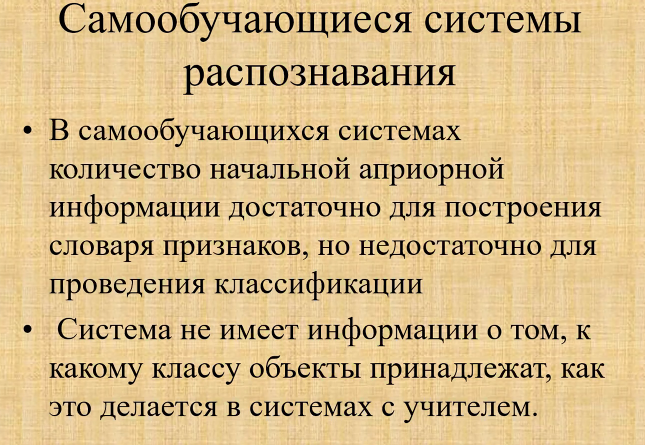 Самообучающиеся системы
распознавания
• В самообучающихся системах
количество начальной априорной
информации достаточно для построения
словаря признаков, но недостаточно для
проведения классификации
• Система не имеет информации о том, к
какому классу объекты принадлежат, как
это делается в системах с учителем.